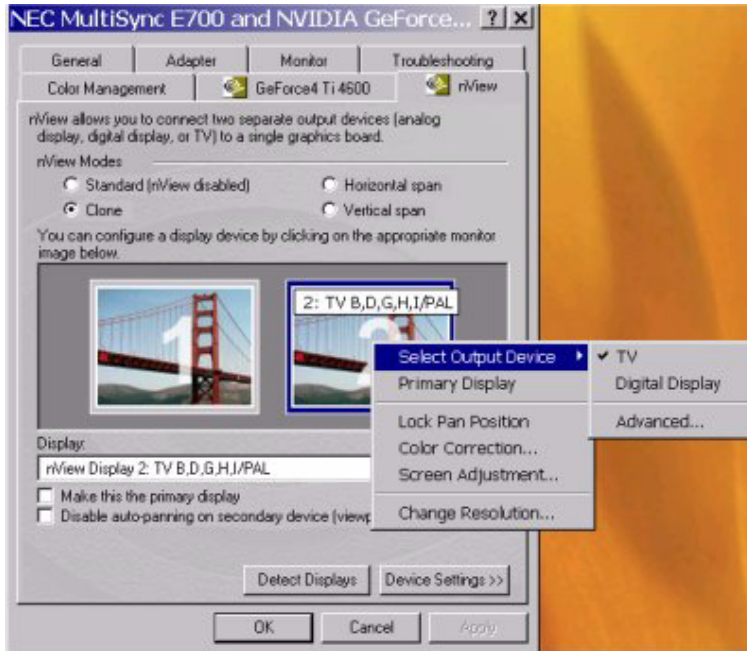 NEC MultiSync E700 and NVIDIA GeForce... ? X
General Adapter Monitor Troubleshooting
Color Management GeForce4 Ti 4600 nView
nView allows you to connect two separate output devices (analog
display, digital display, or TV) to a single graphics board.
nView Modes
Standard (nView disabled) Horizontal span
Clone Vertical span
You can configure a display device by clicking on the appropriate monitor
image below.
1
2: TV B,D,G,H,I/PAL
Select Output Device
TV
Primary Display
Digital Display
Lock Pan Position
Advanced...
Color Correction...
Screen Adjustment...
Change Resolution...
Display:
nView Display 2: TV B,D,G,H,I/PAL
Make this the primary display
Disable auto-panning on secondary device (viewp
Detect Displays Device Settings >>
OK Cancel Apply